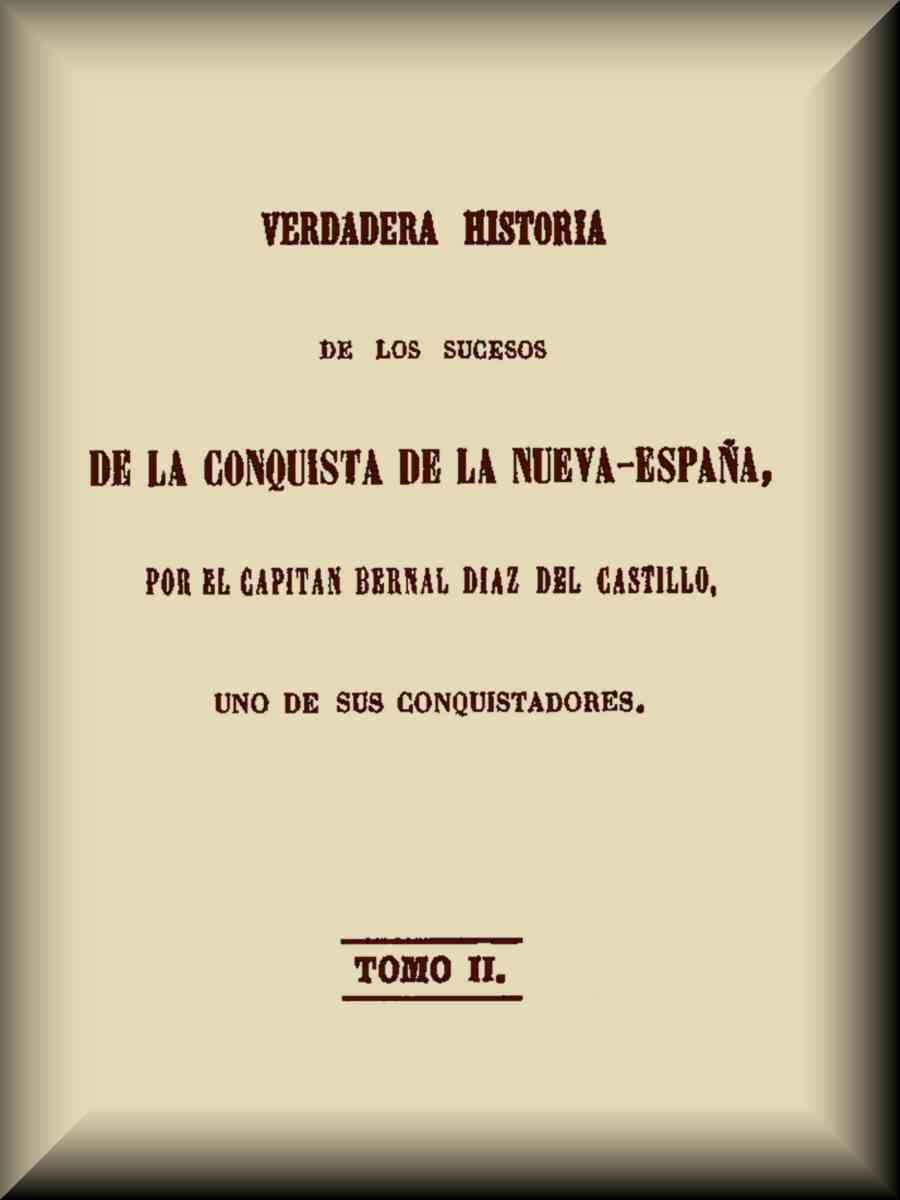 VERDADERA HISTORIA
DE LOS SUCESOS
DE LA CONQUISTA DE LA NUEVA-ESPAÑA,
POR EL CAPITAN BERNAL DIAZ DEL CASTILLO,
UNO DE SUS CONQUISTADORES.
TOMO II.